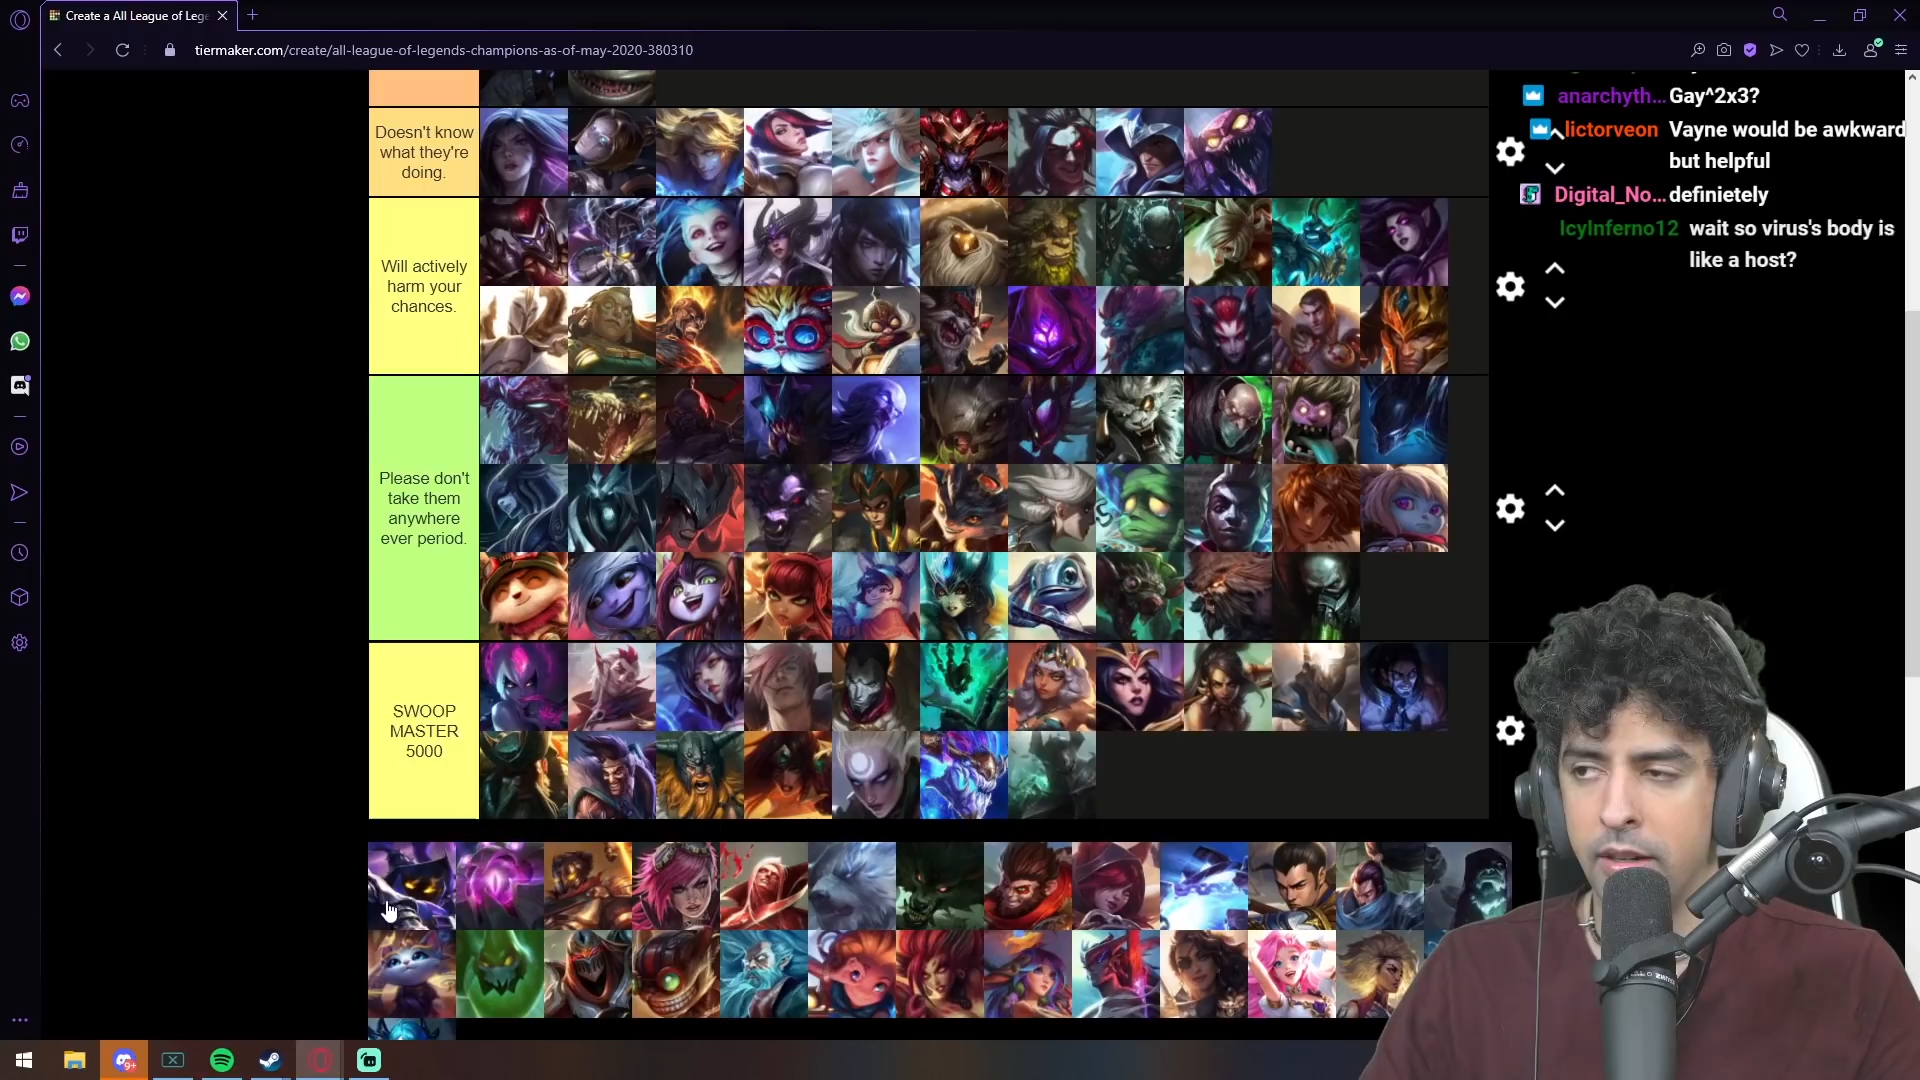 Create a All League of Lege
tiermaker.com/create/all-league-of-legends-champions-as-of-may-2020-380310
anarchyth... Gay^2x3?
lictorveon Vayne would be awkward
but helpful
Digital_No... definietely
IcyInferno12 wait so virus's body is
like a host?
Doesn't know
what they're
doing.
Will actively
harm your
chances.
Please don't
take them
anywhere
ever period.
SWOOP
MASTER
5000
9+